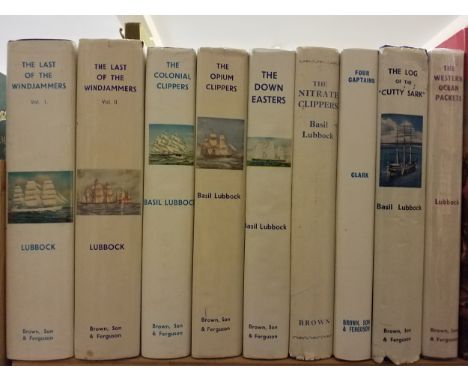 THE LAST
OF THE
WINDJAMMERS
Vol. I.
LUBBOCK
Brown, Son
& Ferguson
THE LAST
OF THE
WINDJAMMERS
Vol. II
LUBBOCK
Brown, Son
& Ferguson
THE
COLONIAL
CLIPPERS
BASIL LUBBOCK
Brown, Son
& Ferguson
THE
OPIUM
CLIPPERS
Basil Lubbock
Brown, Son
& Ferguson
THE
DOWN
EASTERS
Basil Lubbock
Brown, Son
& Ferguson
THE
NITRATE
CLIPPERS
Basil
Lubbock
BROWN
FOUR
CAPTAINS
CLARK
BROWN, SON
& FERGUSON
THE LOG
OF THE
"CUTTY SARK"
Basil Lubbock
Brown, Son
& Ferguson
THE
WESTERN
OCEAN
PACKETS
Lubbock
Brown, Son
& Ferguson